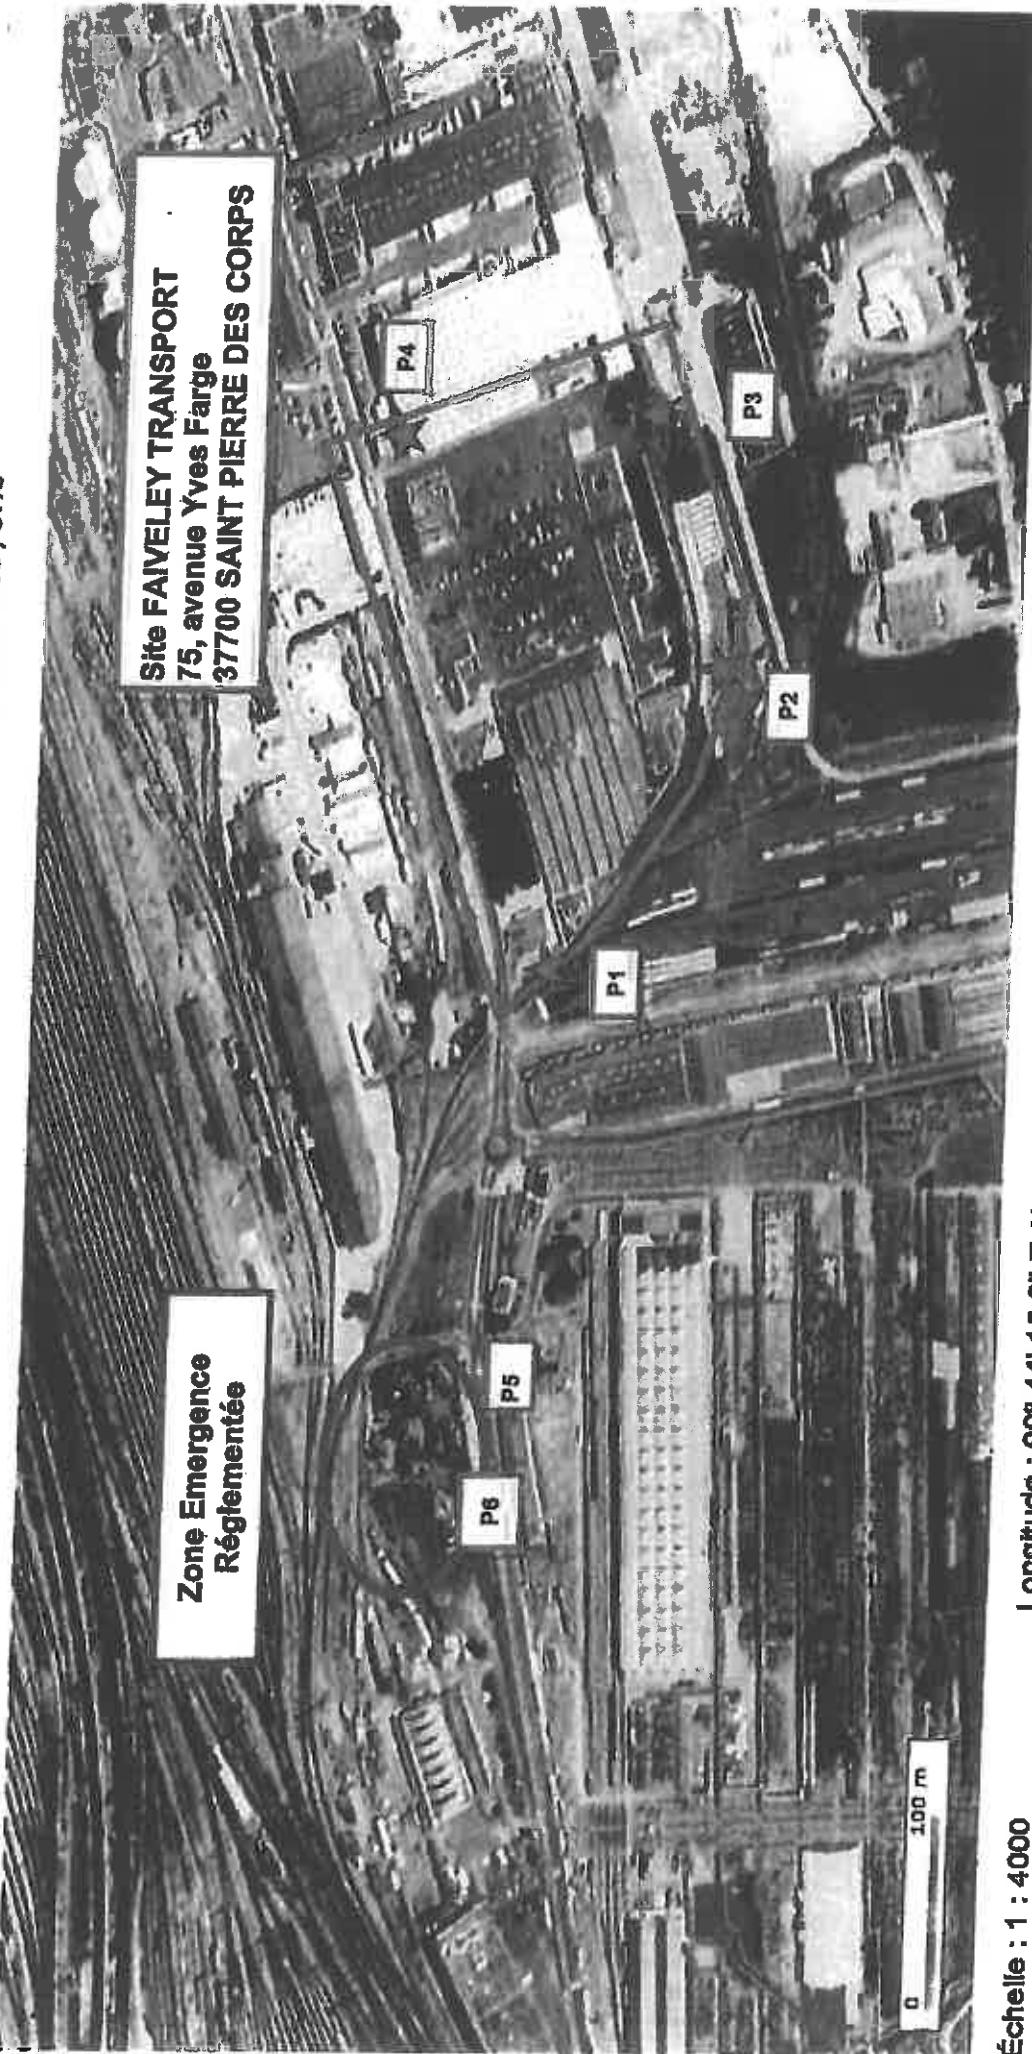 Site FAIVELEY TRANSPORT
75, avenue Yves Farge
37700 SAINT PIERRE DES CORPS
Zone Emergence
Réglementée
P4
P3
P2
P1
P5
P6
0 100 m
Échelle : 1 : 4000
Longitude :